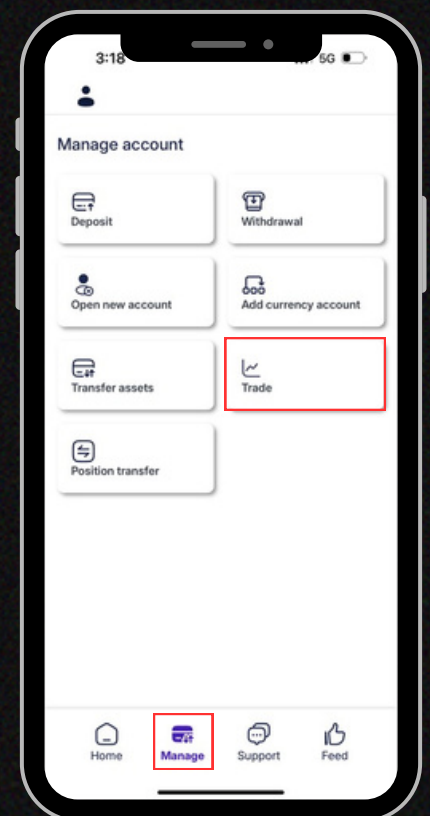 3:18
5G
Manage account
Deposit
Withdrawal
Open new account
Add currency account
Transfer assets
Trade
Position transfer
Home
Manage
Support
Feed